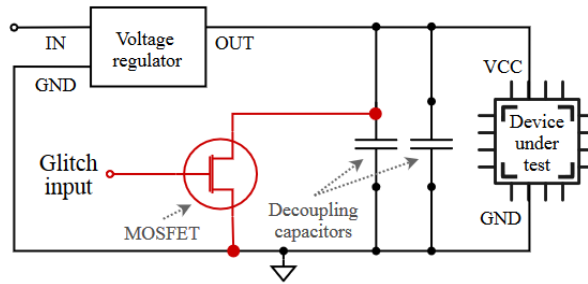 IN
Voltage
regulator
OUT
GND
VCC
Device
under
test
Glitch
input
MOSFET
Decoupling
capacitors
GND